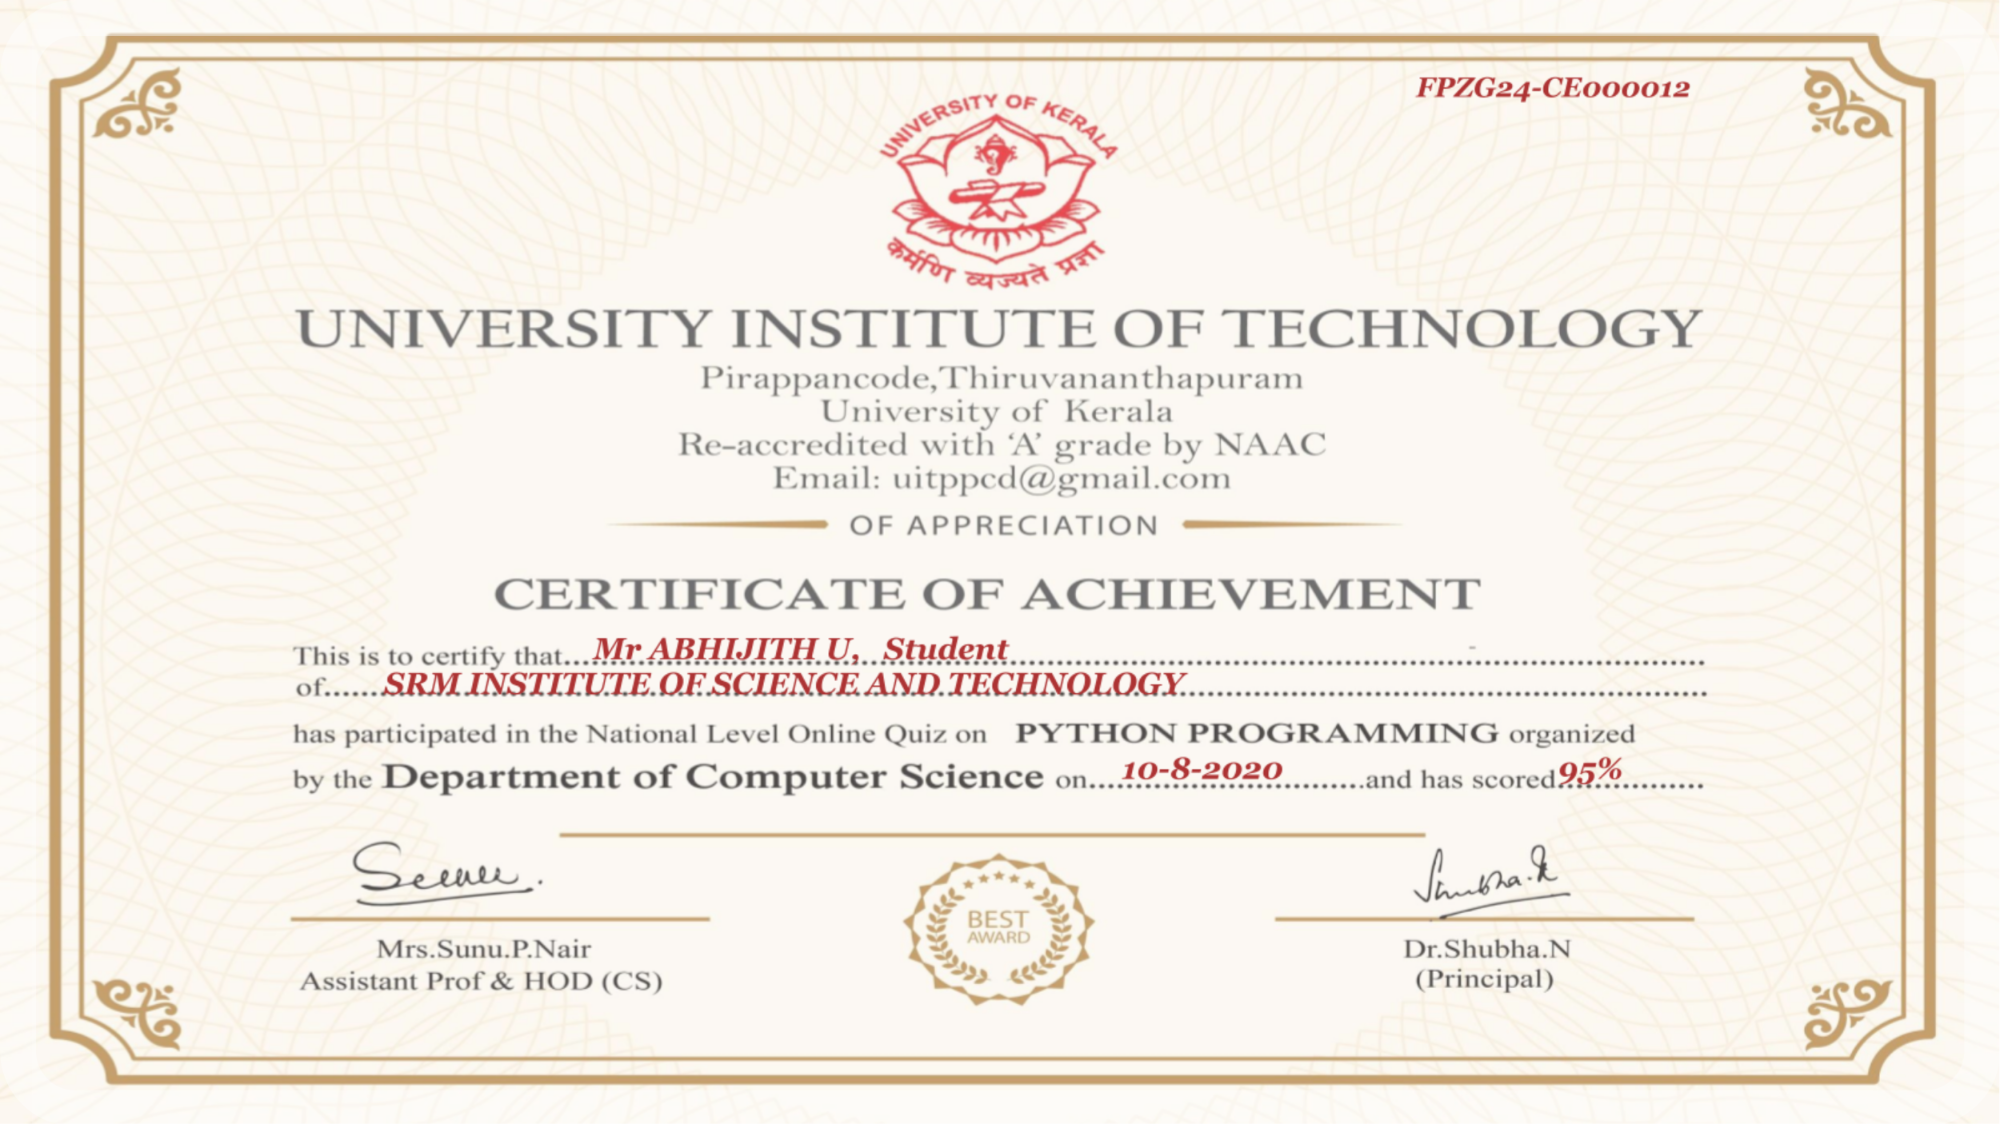 FPZG24-CE000012
UNIVERSITY OF KERALA
कर्मणि व्यज्यते प्रज्ञा
UNIVERSITY INSTITUTE OF TECHNOLOGY
Pirappancode,Thiruvananthapuram
University of Kerala
Re-accredited with ‘A’ grade by NAAC
Email: uitppcd@gmail.com
OF APPRECIATION
CERTIFICATE OF ACHIEVEMENT
This is to certify that... Mr ABHIJITH U, Student
of...... SRM INSTITUTE OF SCIENCE AND TECHNOLOGY
has participated in the National Level Online Quiz on PYTHON PROGRAMMING organized
by the Department of Computer Science on... 10-8-2020 ...and has scored 95%
Shubha.N
BEST
AWARD
Mrs.Sunu.P.Nair
Assistant Prof & HOD (CS)
Dr.Shubha.N
(Principal)